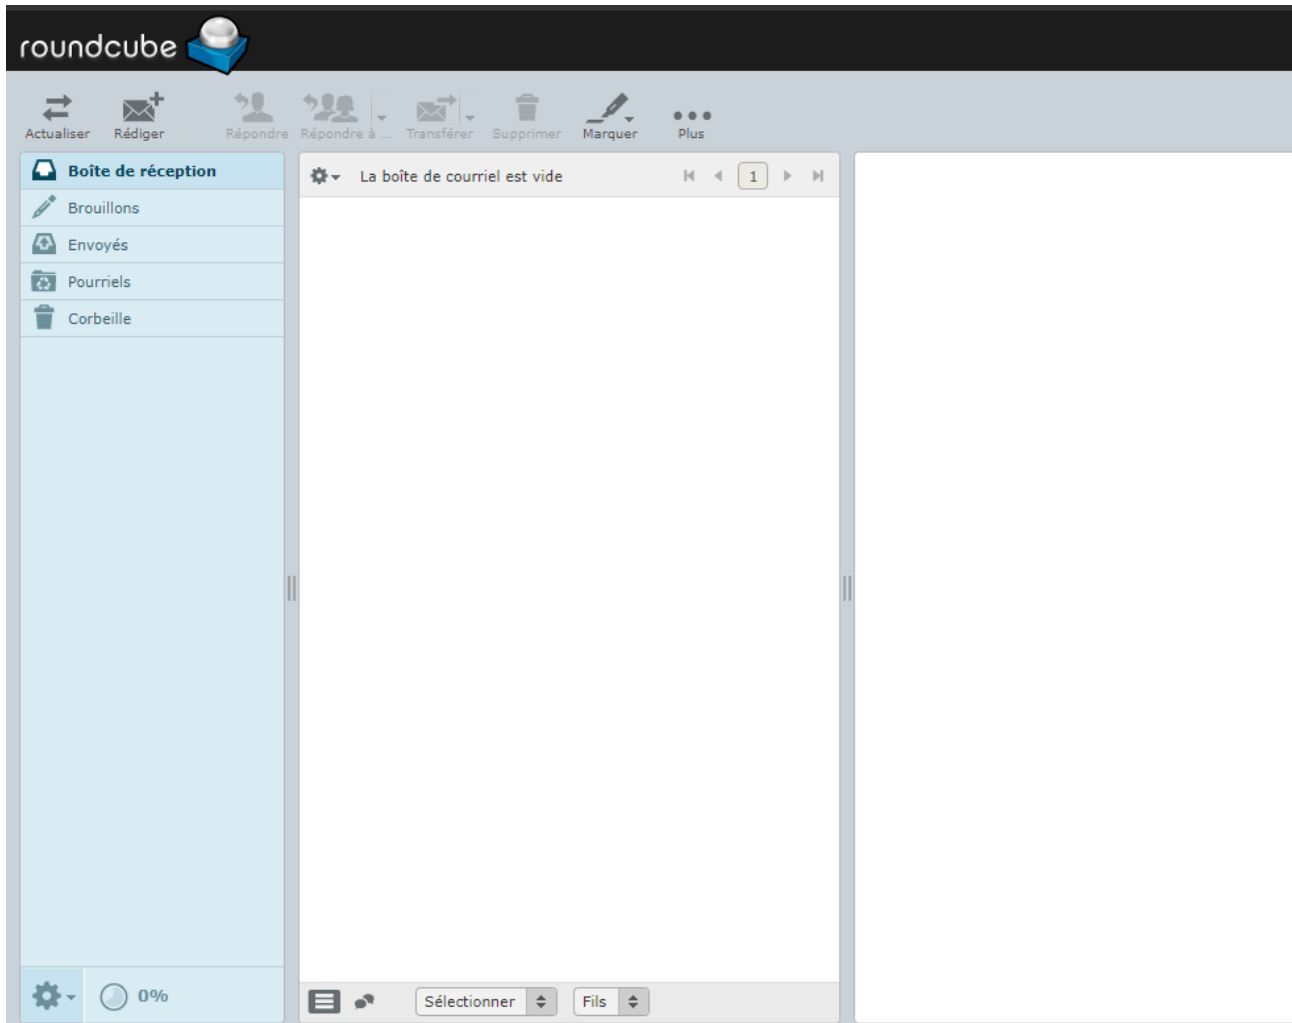 roundcube
Actualiser Rédiger Répondre Répondre à ... Transférer Supprimer Marquer Plus
Boîte de réception
La boîte de courriel est vide 1
Brouillons
Envoyés
Pourriels
Corbeille
0%
Sélectionner Fils